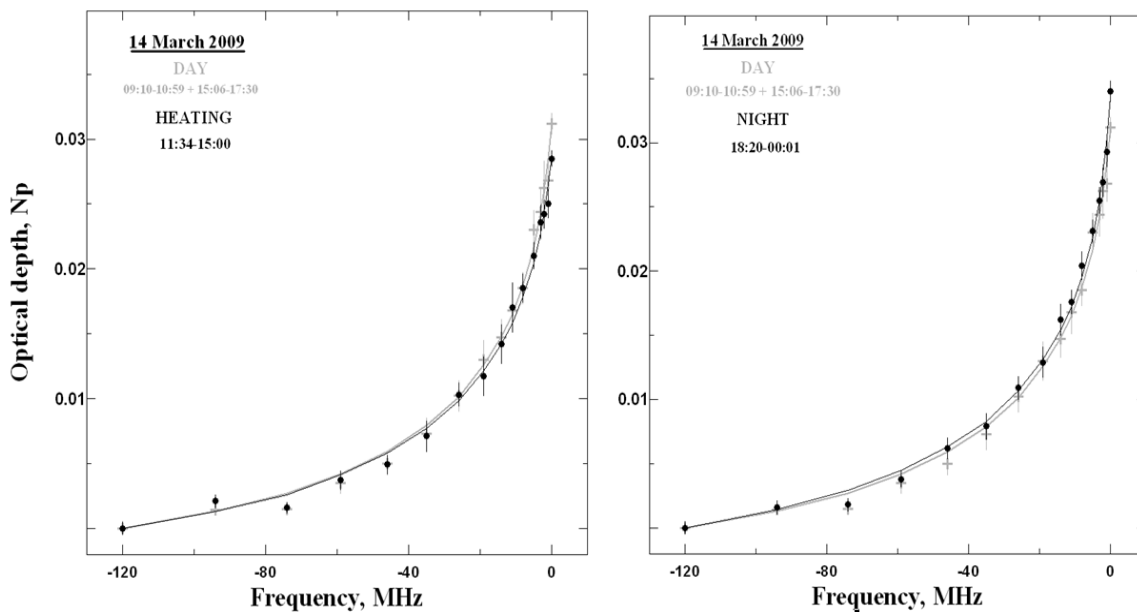 14 March 2009
DAY
09:10-10:59 + 15:06-17:30
HEATING
11:34-15:00
Optical depth, Np
0.03
0.02
0.01
-120
-80
-40
0
Frequency, MHz
14 March 2009
DAY
09:10-10:59 + 15:06-17:30
NIGHT
18:20-00:01
0.03
0.02
0.01
-120
-80
-40
0
Frequency, MHz